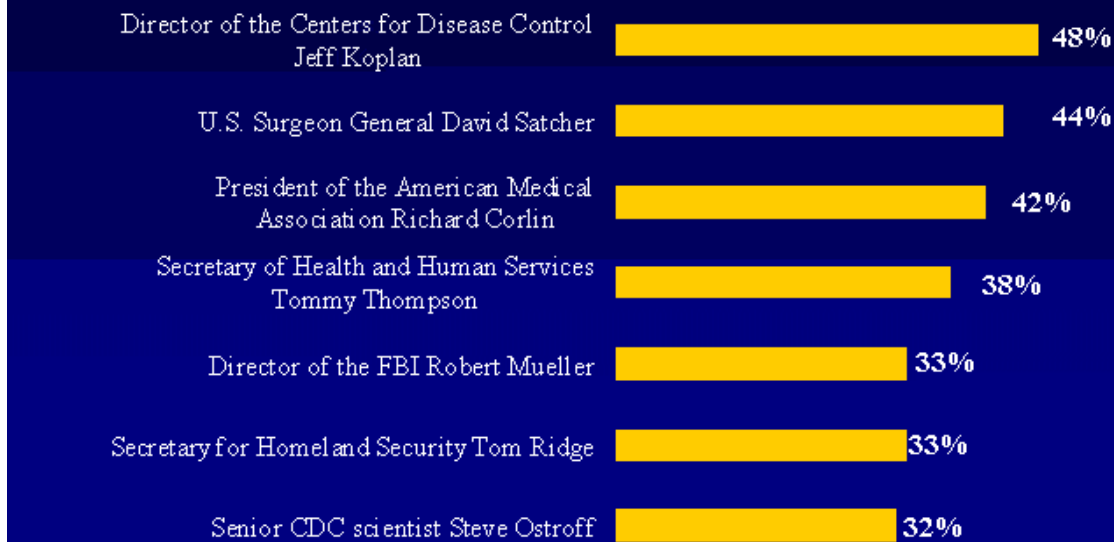 Director of the Centers for Disease Control
Jeff Koplan
48%
U.S. Surgeon General David Satcher
44%
President of the American Medical
Association Richard Corlin
42%
Secretary of Health and Human Services
Tommy Thompson
38%
Director of the FBI Robert Mueller
33%
Secretary for Homeland Security Tom Ridge
33%
Senior CDC scientist Steve Ostroff
32%